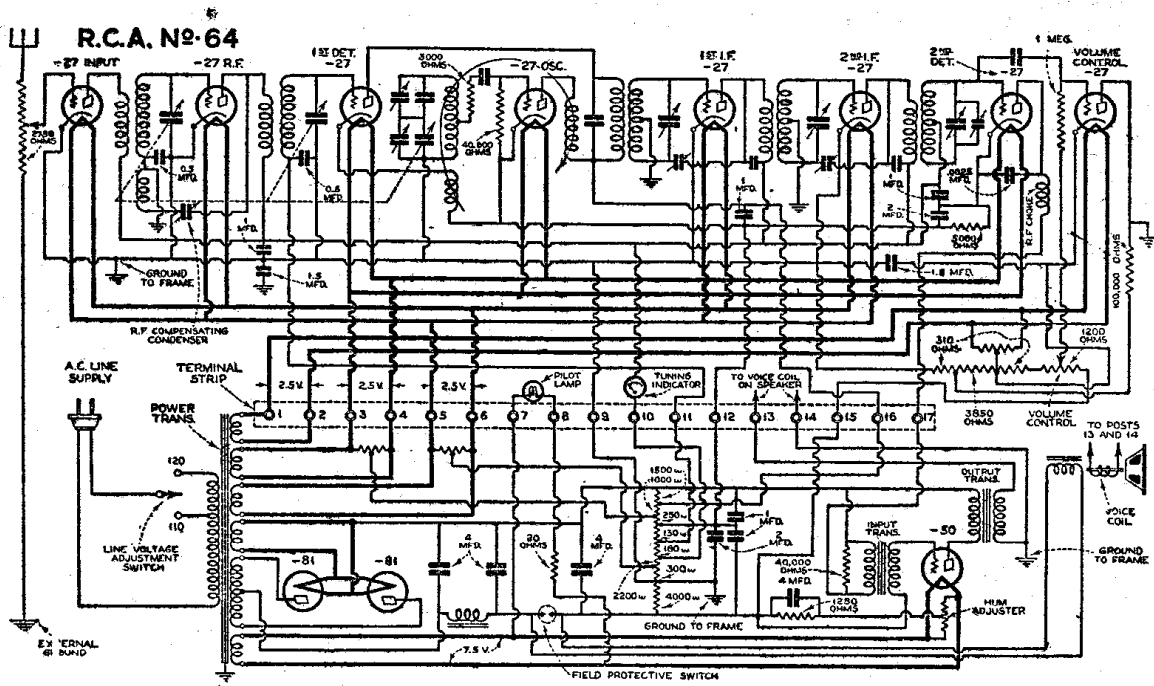 R.C.A. No. 64
-27 INPUT
-27 R.F.
1ST DET.
-27
3000
OHMS
-27-OSC.
1ST I.F.
-27
2ND I.F.
-27
2ND
DET.
-27
1 MEG.
VOLUME
CONTROL
-27
OHMS
0.5
MFD.
0.5
MFD.
40,000
OHMS
1
MFD.
1
MFD.
2
MFD.
MFD.
5000
OHMS
R.F CHOKE
100,000 OHMS
1
MFD.
1.5
MFD.
1.8 MFD.
GROUND
TO FRAME
R.F. COMPENSATING
CONDENSER
310
OHMS
1200
OHMS
A.C. LINE
SUPPLY
TERMINAL
STRIP
2.5 V.
2.5 V.
2.5 V.
PILOT
LAMP
TUNING
INDICATOR
TO VOICE COIL
ON SPEAKER
3850
OHMS
VOLUME
CONTROL
POWER
TRANS.
1 2 3 4 5 6 7 8 9 10 11 12 13 14 15 16 17
TO POSTS
13 AND 14
VOICE
COIL
120
110
LINE VOLTAGE
ADJUSTMENT
SWITCH
-81
-81
4
MFD.
20
OHMS
4
MFD.
1500 ω
1000 ω
250 ω
150 ω
180 ω
300 ω
2200 ω
4000 ω
1
MFD.
2
MFD.
OUTPUT
TRANS.
INPUT
TRANS.
-50
40,000
OHMS
4 MFD.
1250
OHMS
GROUND
TO FRAME
HUM
ADJUSTER
GROUND TO FRAME
7.5 V.
FIELD PROTECTIVE SWITCH